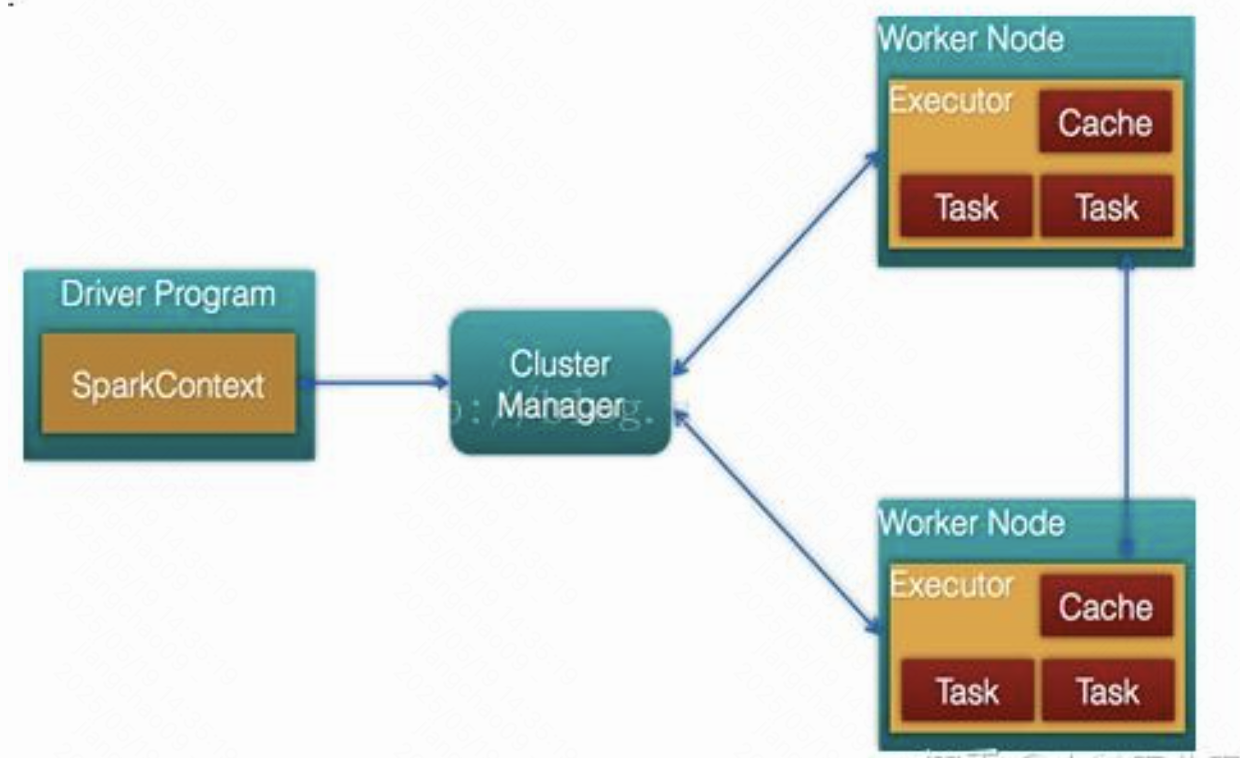 Driver Program
SparkContext
Cluster
Manager
Worker Node
Executor
Cache
Task
Task
Worker Node
Executor
Cache
Task
Task